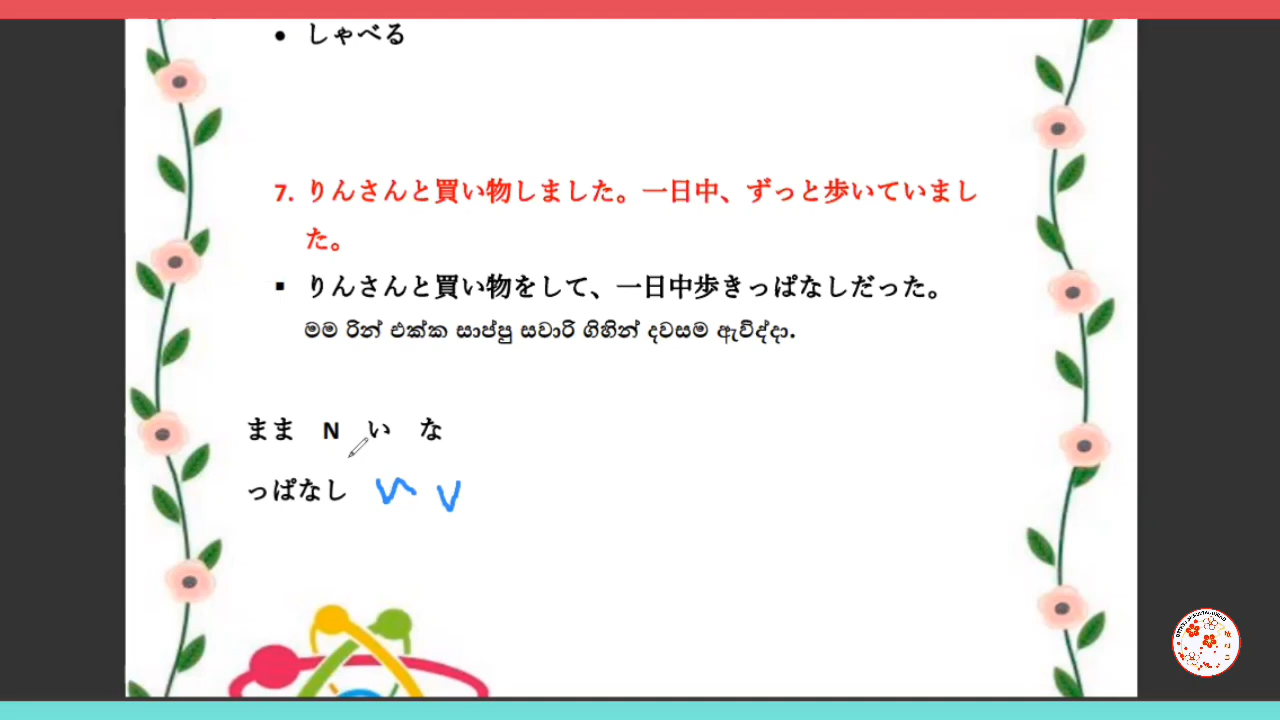 • しゃべる
7. りんさんと買い物しました。一日中、ずっと歩いていまし
た。
▪ りんさんと買い物をして、一日中歩きっぱなしだった。
මම රින් එක්ක සාප්පු සවාරි ගිහින් දවසම ඇවිද්දා.
まま N い な
っぱなし V